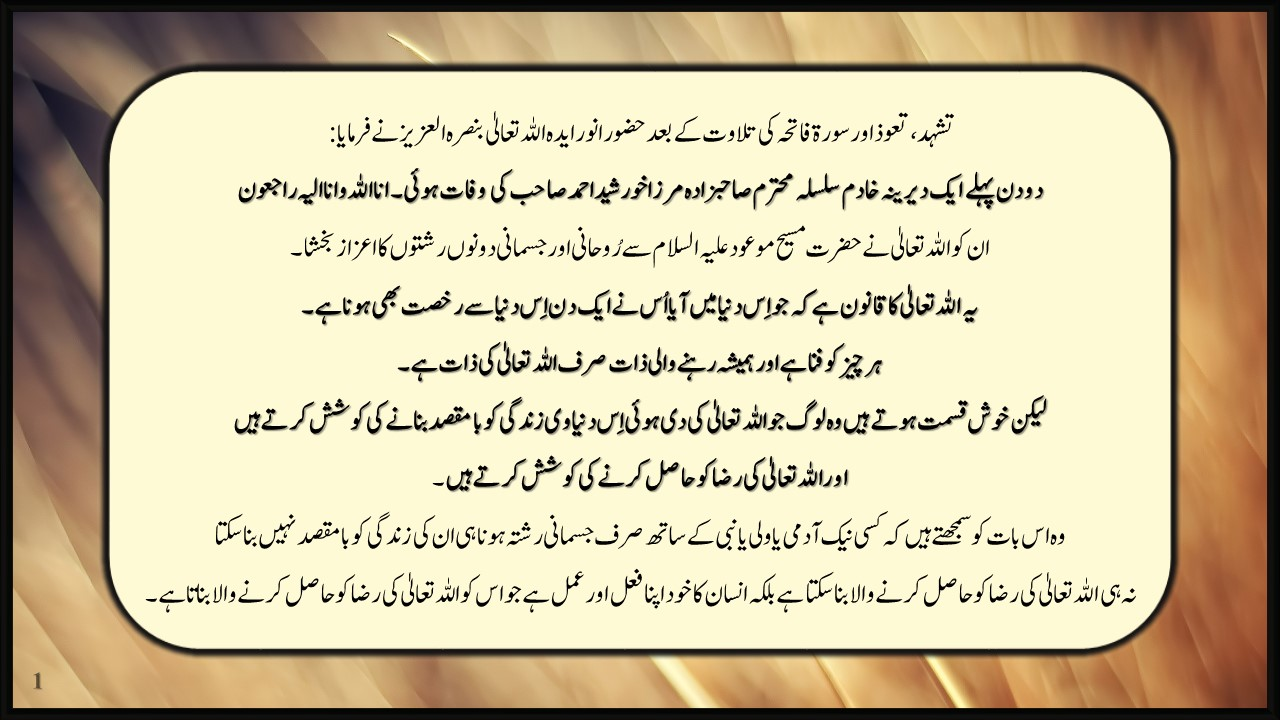 تشہد، تعوذ اور سورۃ فاتحہ کی تلاوت کے بعد حضور انور ایدہ اللہ تعالیٰ بنصرہ العزیز نے فرمایا:
دو دن پہلے ایک دیرینہ خادم سلسلہ محترم صاحبزادہ مرزا خورشید احمد صاحب کی وفات ہوئی۔ انا اللہ وانا الیہ راجعون
ان کو اللہ تعالیٰ نے حضرت مسیح موعود علیہ السلام سے رُوحانی اور جسمانی دونوں رشتوں کا اعزاز بخشا۔
یہ اللہ تعالیٰ کا قانون ہے کہ جو اِس دنیا میں آیا اُس نے ایک دن اِس دنیا سے رخصت بھی ہونا ہے۔
ہر چیز کو فنا ہے اور ہمیشہ رہنے والی ذات صرف اللہ تعالیٰ کی ذات ہے۔
لیکن خوش قسمت ہوتے ہیں وہ لوگ جو اللہ تعالیٰ کی دی ہوئی اِس دنیاوی زندگی کو بامقصد بنانے کی کوشش کرتے ہیں
اور اللہ تعالیٰ کی رضا کو حاصل کرنے کی کوشش کرتے ہیں۔
وہ اس بات کو سمجھتے ہیں کہ کسی نیک آدمی یا ولی یا نبی کے ساتھ صرف جسمانی رشتہ ہونا ہی ان کی زندگی کو بامقصد نہیں بنا سکتا
نہ ہی اللہ تعالیٰ کی رضا کو حاصل کرنے والا بنا سکتا ہے بلکہ انسان کا خود اپنا فعل اور عمل ہے جو اس کو اللہ تعالیٰ کی رضا کو حاصل کرنے والا بناتا ہے۔
1